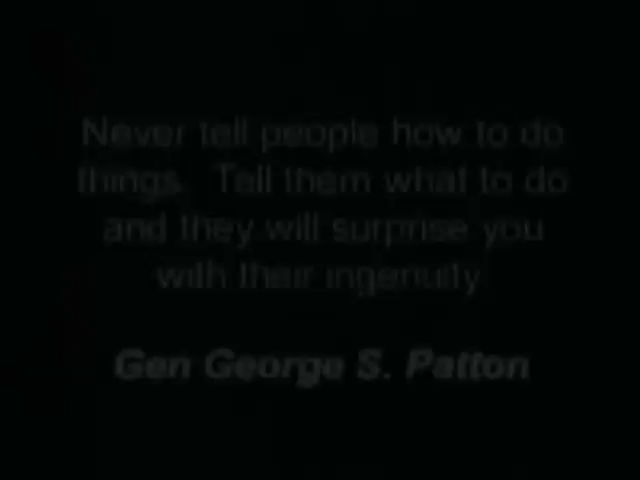 Never tell people how to do
things. Tell them what to do
and they will surprise you
with their ingenuity.
Gen George S. Patton